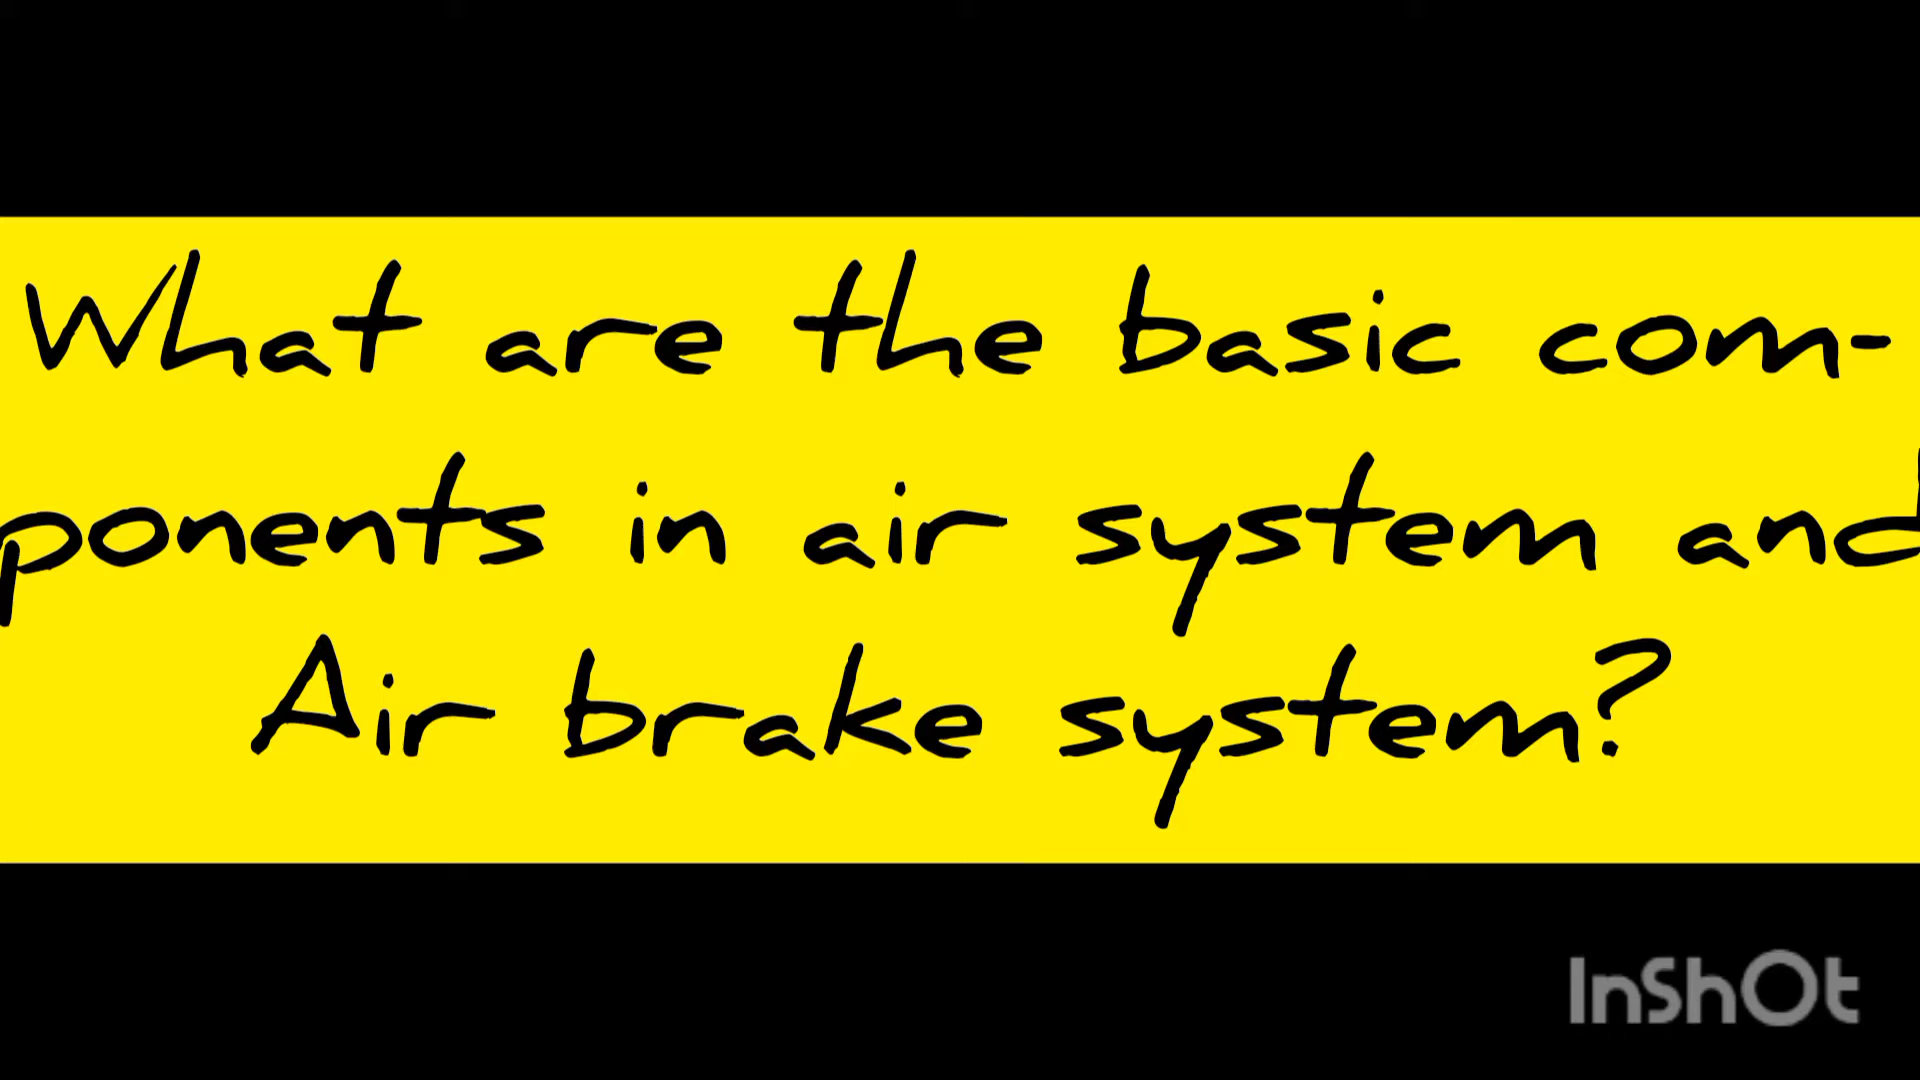 What are the basic com-
ponents in air system and
Air brake system?
InShOt